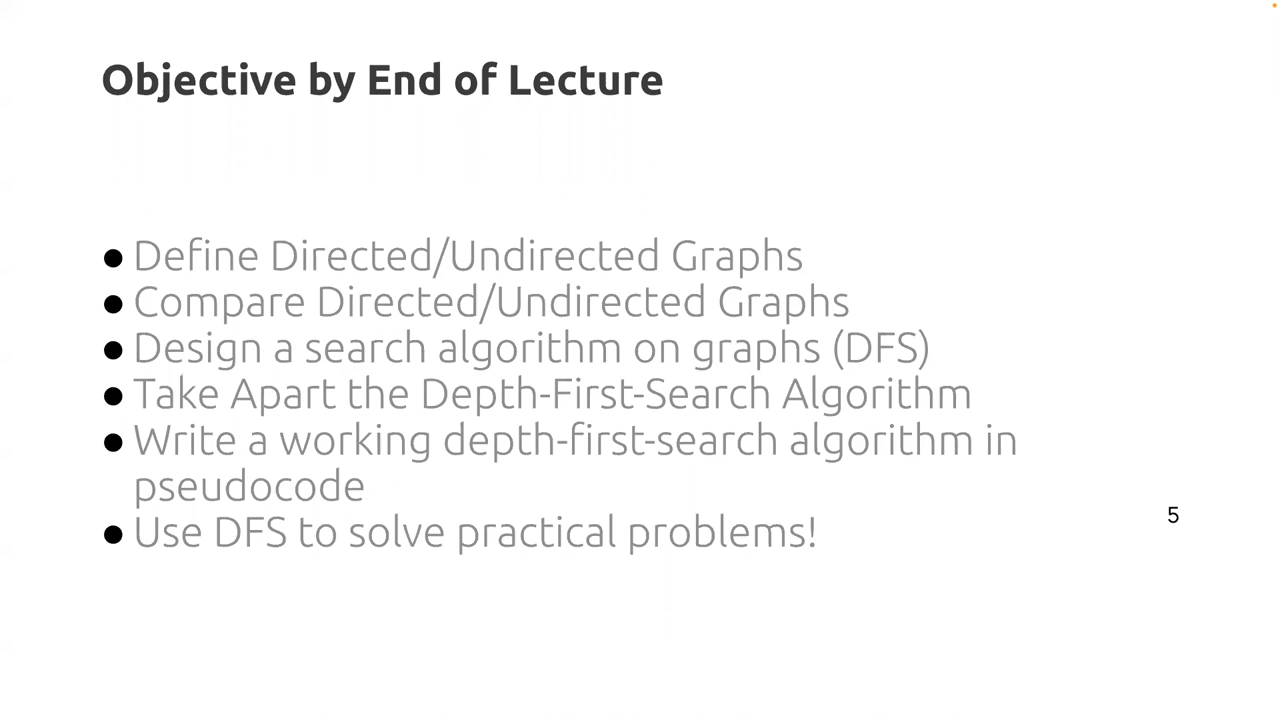 Objective by End of Lecture
● Define Directed/Undirected Graphs
● Compare Directed/Undirected Graphs
● Design a search algorithm on graphs (DFS)
● Take Apart the Depth-First-Search Algorithm
● Write a working depth-first-search algorithm in
pseudocode
● Use DFS to solve practical problems!
5